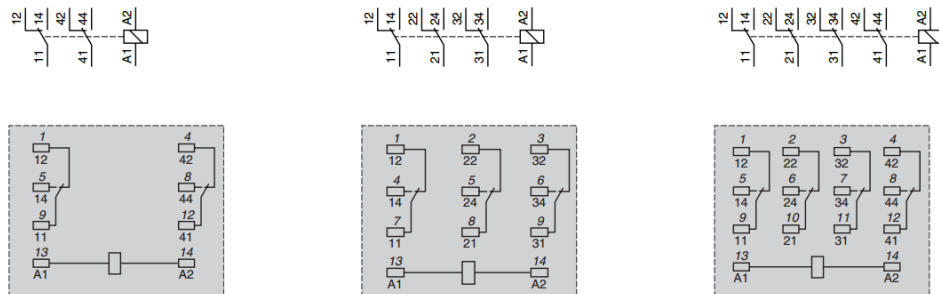 12 14 42 44 A2
11 41 A1
12 14 22 24 32 34 A2
11 21 31 A1
12 14 22 24 32 34 42 44 A2
11 21 31 41 A1
1 4
12 42
5 8
14 44
9 12
11 41
13 14
A1 A2
1 2 3
12 22 32
4 5 6
14 24 34
7 8 9
11 21 31
13 14
A1 A2
1 2 3 4
12 22 32 42
5 6 7 8
14 24 34 44
9 10 11 12
11 21 31 41
13 14
A1 A2